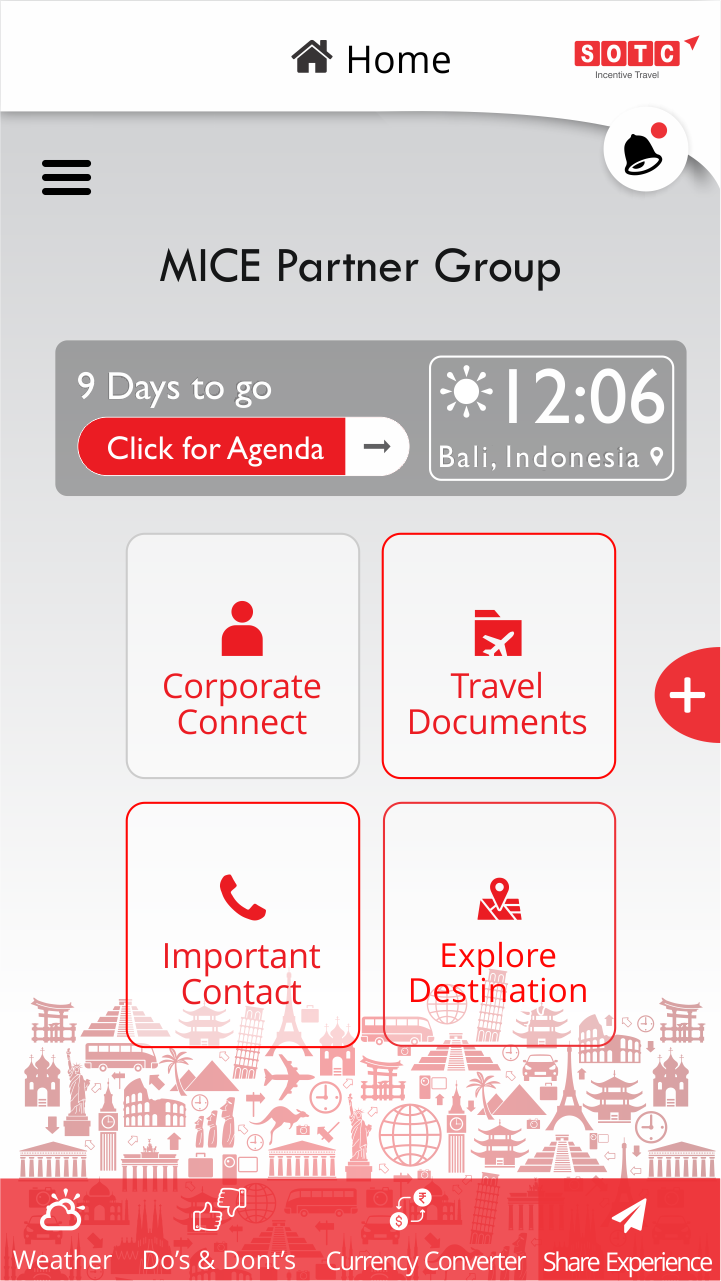 Home
SOTC
Incentive Travel
MICE Partner Group
9 Days to go
Click for Agenda
12:06
Bali, Indonesia
Corporate
Connect
Travel
Documents
Important
Contact
Explore
Destination
$
₹
Weather
Do's & Dont's
Currency Converter
Share Experience